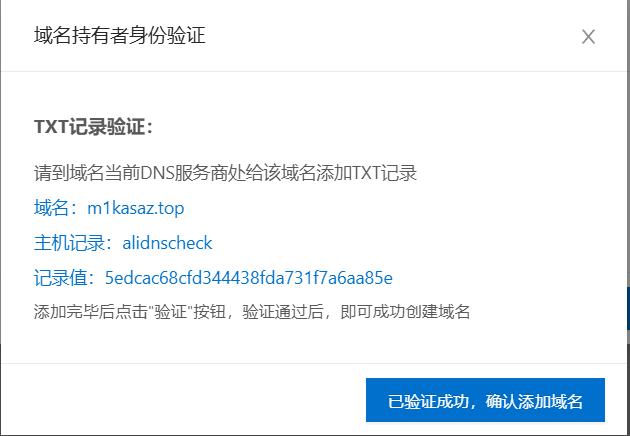 域名持有者身份验证
TXT记录验证：
请到域名当前DNS服务商处给该域名添加TXT记录
域名：m1kasaz.top
主机记录：alidnscheck
记录值：5edcac68cfd344438fda731f7a6aa85e
添加完毕后点击"验证"按钮，验证通过后，即可成功创建域名
已验证成功，确认添加域名